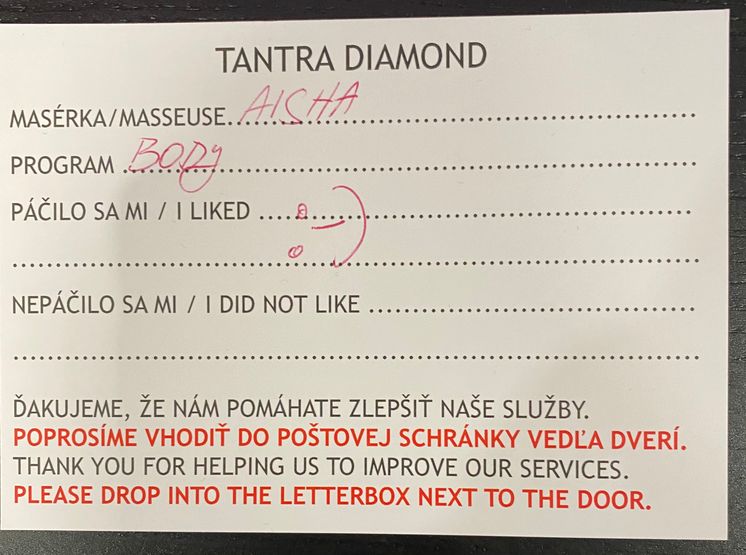 TANTRA DIAMOND
MASÉRKA/MASSEUSE AISHA
PROGRAM BODY
PÁČILO SA MI / I LIKED :-)
NEPÁČILO SA MI / I DID NOT LIKE
ĎAKUJEME, ŽE NÁM POMÁHATE ZLEPŠIŤ NAŠE SLUŽBY.
POPROSÍME VHODIŤ DO POŠTOVEJ SCHRÁNKY VEDĽA DVERÍ.
THANK YOU FOR HELPING US TO IMPROVE OUR SERVICES.
PLEASE DROP INTO THE LETTERBOX NEXT TO THE DOOR.